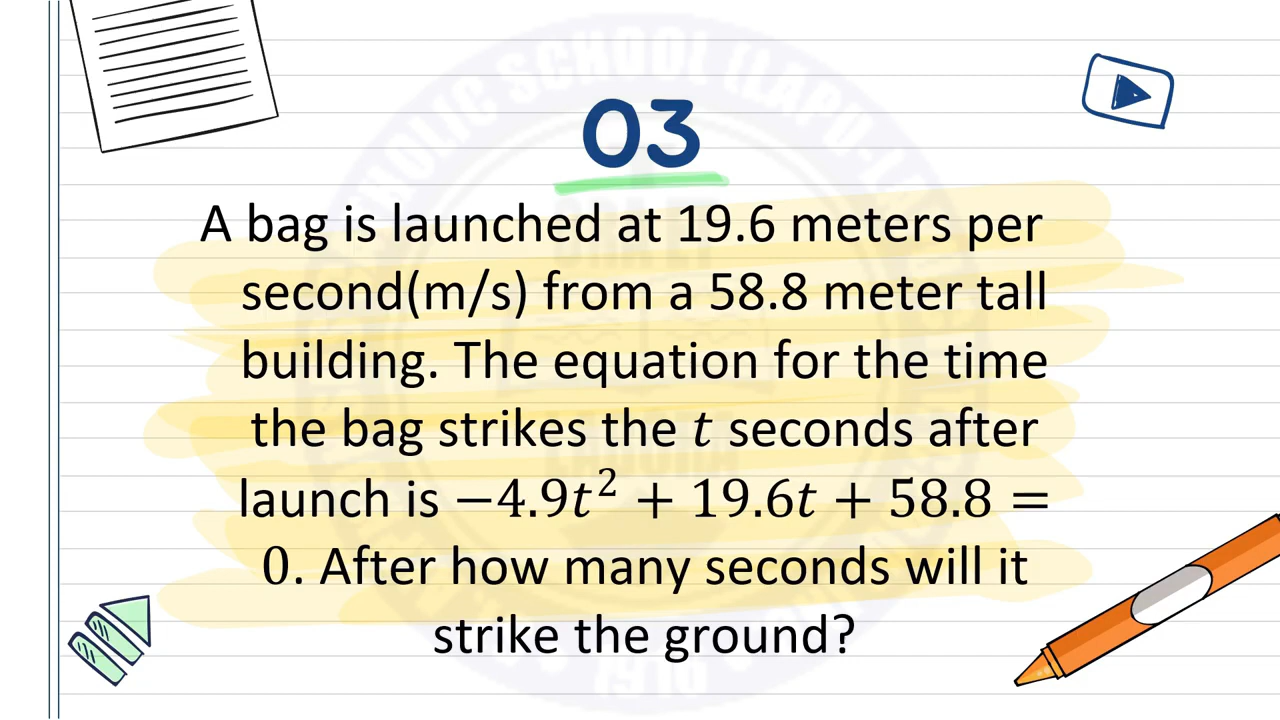 03
A bag is launched at 19.6 meters per
second(m/s) from a 58.8 meter tall
building. The equation for the time
the bag strikes the t seconds after
launch is −4.9t² + 19.6t + 58.8 =
0. After how many seconds will it
strike the ground?